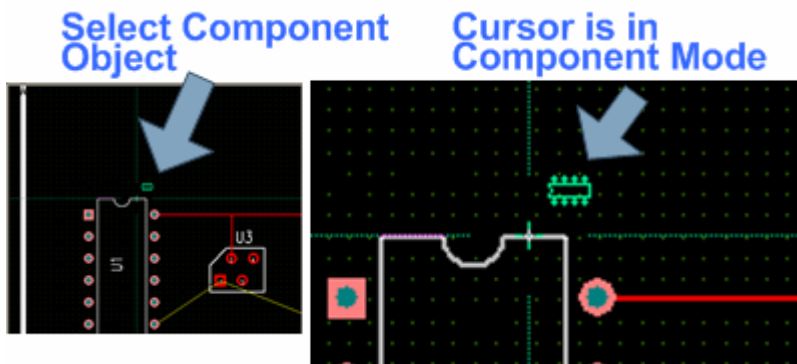 Select Component
Object
Cursor is in
Component Mode
U1
U3